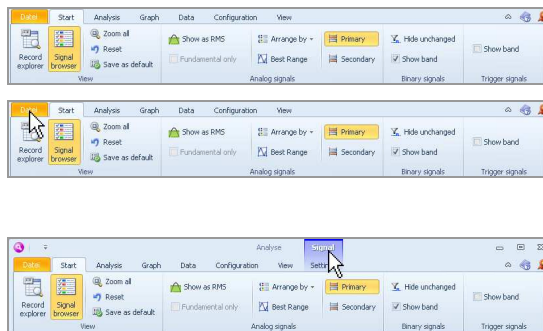 Datei Start Analysis Graph Data Configuration View
Zoom all Show as RMS Arrange by Primary Hide unchanged
Record explorer Signal browser Reset Fundamental only Best Range Secondary Show band Show band
Save as default
View Analog signals Binary signals Trigger signals
Start Analysis Graph Data Configuration View
Zoom all Show as RMS Arrange by Primary Hide unchanged
Record explorer Signal browser Reset Fundamental only Best Range Secondary Show band Show band
Save as default
View Analog signals Binary signals Trigger signals
Analyse Signal
Datei Start Analysis Graph Data Configuration View
Zoom all Show as RMS Arrange by Primary Hide unchanged
Record explorer Signal browser Reset Fundamental only Best Range Secondary Show band Show band
Save as default
View Analog signals Binary signals Trigger signals